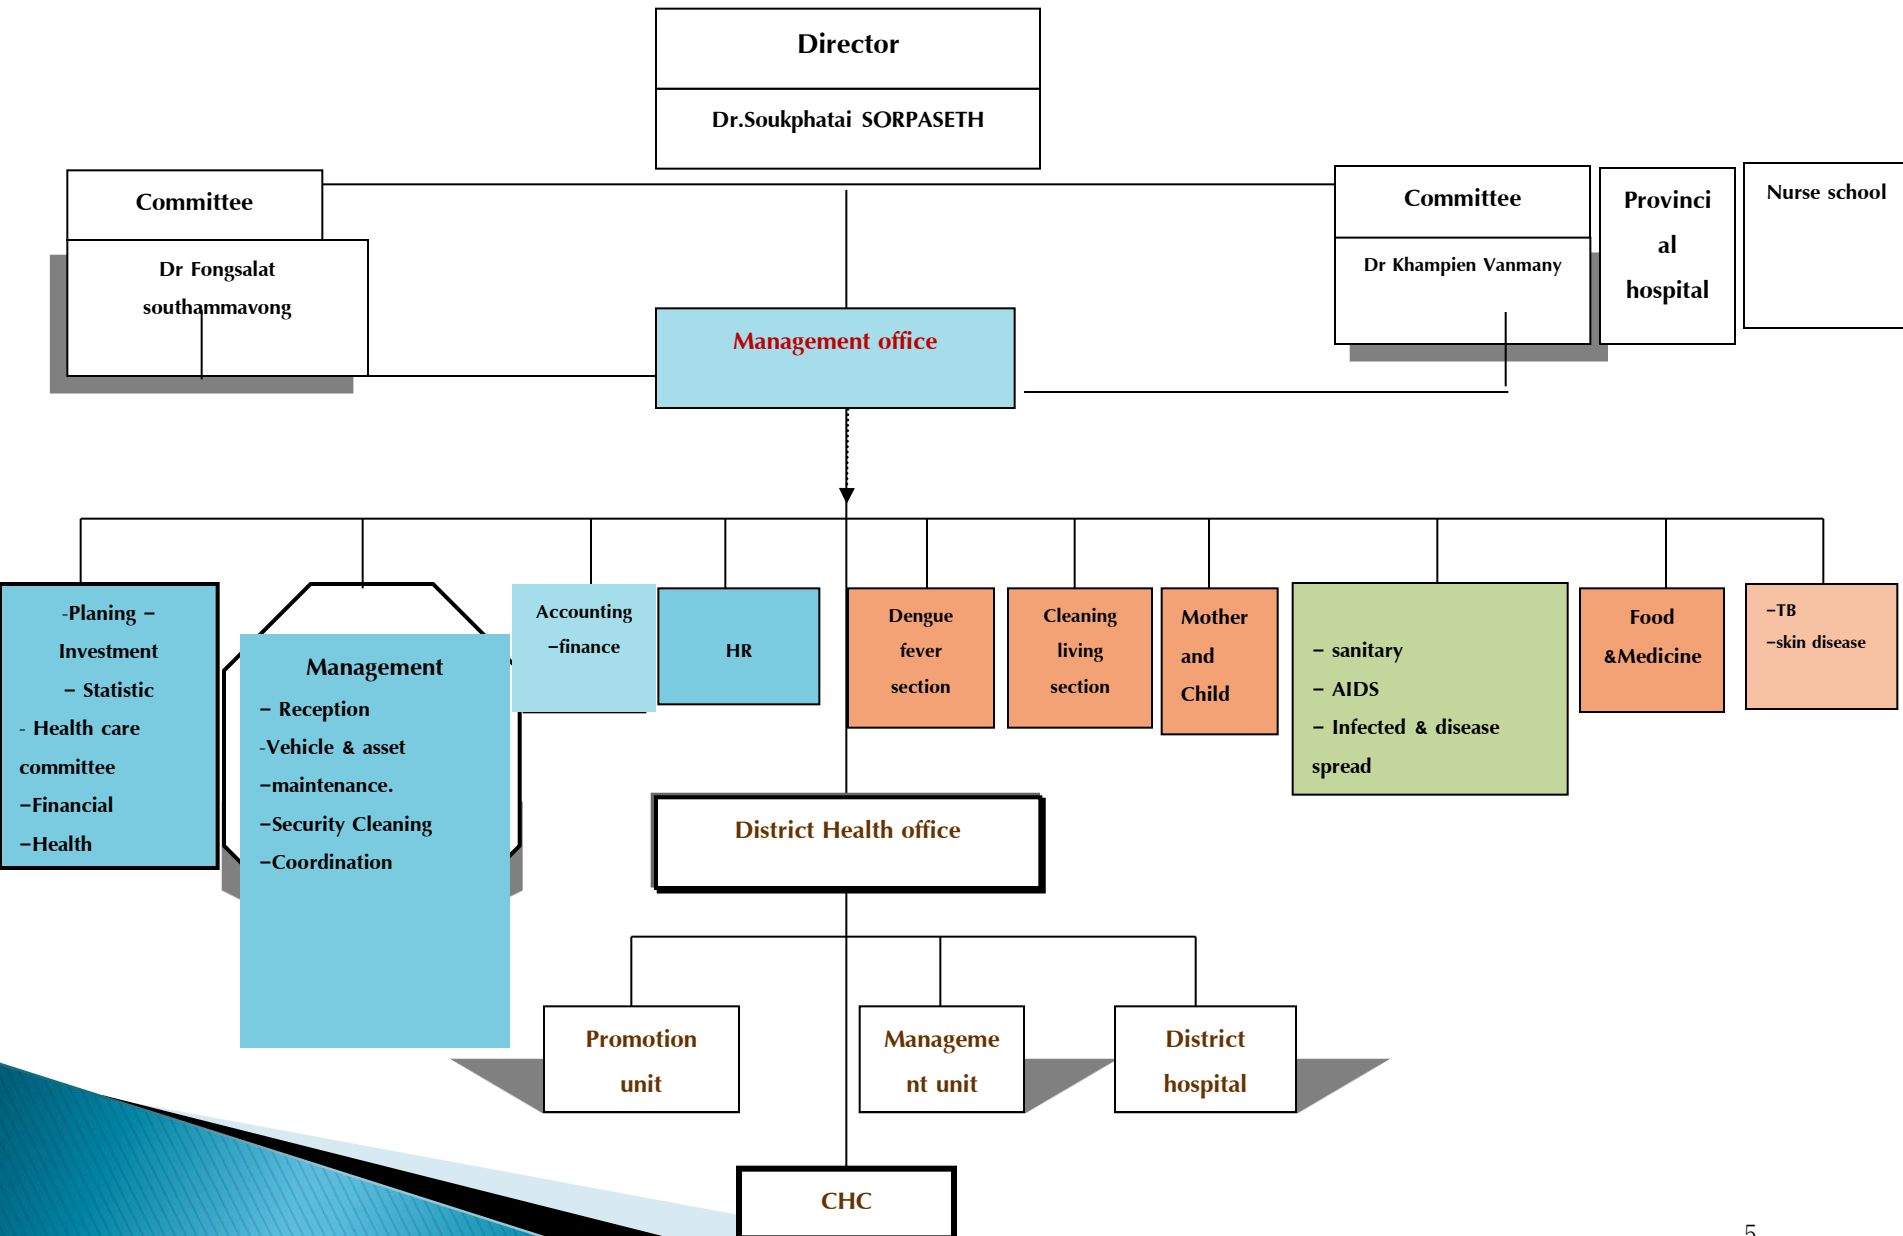 Director
Dr.Soukphatai SORPASETH
Committee
Dr Fongsalat
southammavong
Committee
Dr Khampien Vanmany
Provinci
al
hospital
Nurse school
Management office
-Planing –
Investment
– Statistic
- Health care
committee
–Financial
–Health
Management
– Reception
-Vehicle & asset
–maintenance.
–Security Cleaning
–Coordination
Accounting
–finance
HR
Dengue
fever
section
Cleaning
living
section
Mother
and
Child
– sanitary
– AIDS
– Infected & disease
spread
Food
&Medicine
–TB
–skin disease
District Health office
Promotion
unit
Manageme
nt unit
District
hospital
CHC
5